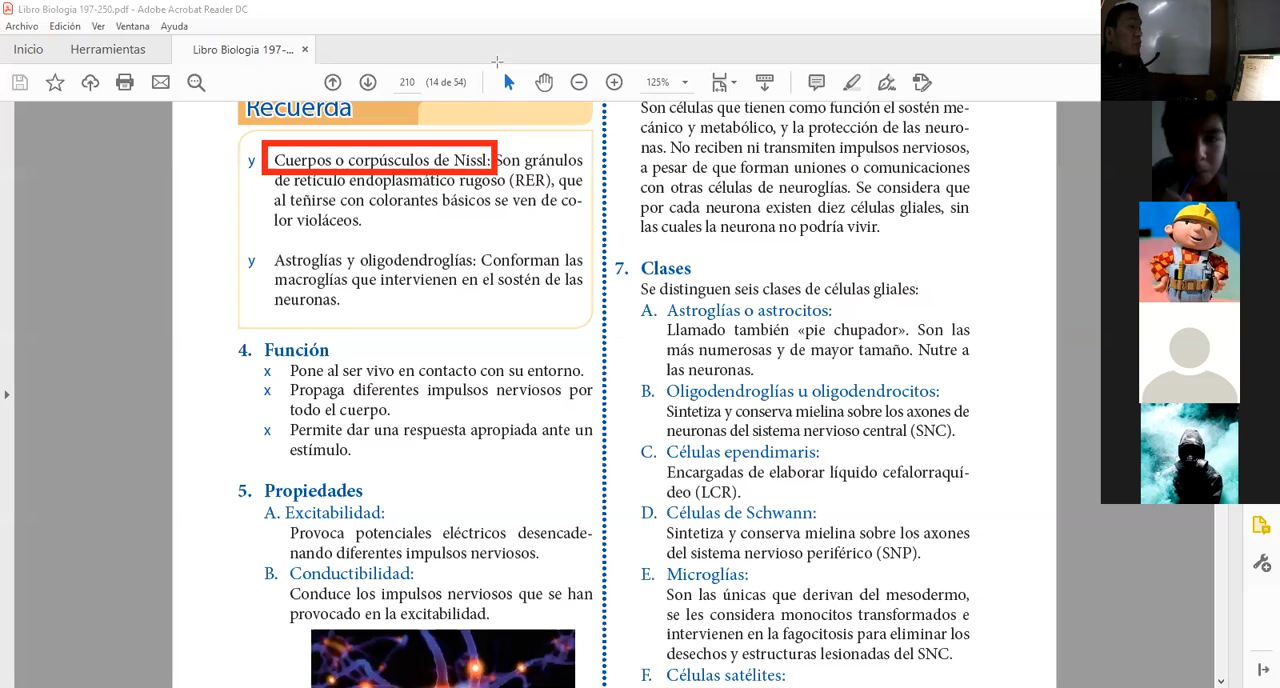 Libro Biología 197-250.pdf - Adobe Acrobat Reader DC
Archivo Edición Ver Ventana Ayuda
Inicio Herramientas Libro Biologia 197-... ×
210 (14 de 54) 125%
Recuerda
y Cuerpos o corpúsculos de Nissl: Son gránulos
de retículo endoplasmático rugoso (RER), que
al teñirse con colorantes básicos se ven de co-
lor violáceos.
y Astroglías y oligodendroglías: Conforman las
macroglías que intervienen en el sostén de las
neuronas.
4. Función
x Pone al ser vivo en contacto con su entorno.
x Propaga diferentes impulsos nerviosos por
todo el cuerpo.
x Permite dar una respuesta apropiada ante un
estímulo.
5. Propiedades
A. Excitabilidad:
Provoca potenciales eléctricos desencade-
nando diferentes impulsos nerviosos.
B. Conductibilidad:
Conduce los impulsos nerviosos que se han
provocado en la excitabilidad.
Son células que tienen como función el sostén me-
cánico y metabólico, y la protección de las neuro-
nas. No reciben ni transmiten impulsos nerviosos,
a pesar de que forman uniones o comunicaciones
con otras células de neuroglías. Se considera que
por cada neurona existen diez células gliales, sin
las cuales la neurona no podría vivir.
7. Clases
Se distinguen seis clases de células gliales:
A. Astroglías o astrocitos:
Llamado también «pie chupador». Son las
más numerosas y de mayor tamaño. Nutre a
las neuronas.
B. Oligodendroglías u oligodendrocitos:
Sintetiza y conserva mielina sobre los axones de
neuronas del sistema nervioso central (SNC).
C. Células ependimaris:
Encargadas de elaborar líquido cefalorraquí-
deo (LCR).
D. Células de Schwann:
Sintetiza y conserva mielina sobre los axones
del sistema nervioso periférico (SNP).
E. Microglías:
Son las únicas que derivan del mesodermo,
se les considera monocitos transformados e
intervienen en la fagocitosis para eliminar los
desechos y estructuras lesionadas del SNC.
F. Células satélites: